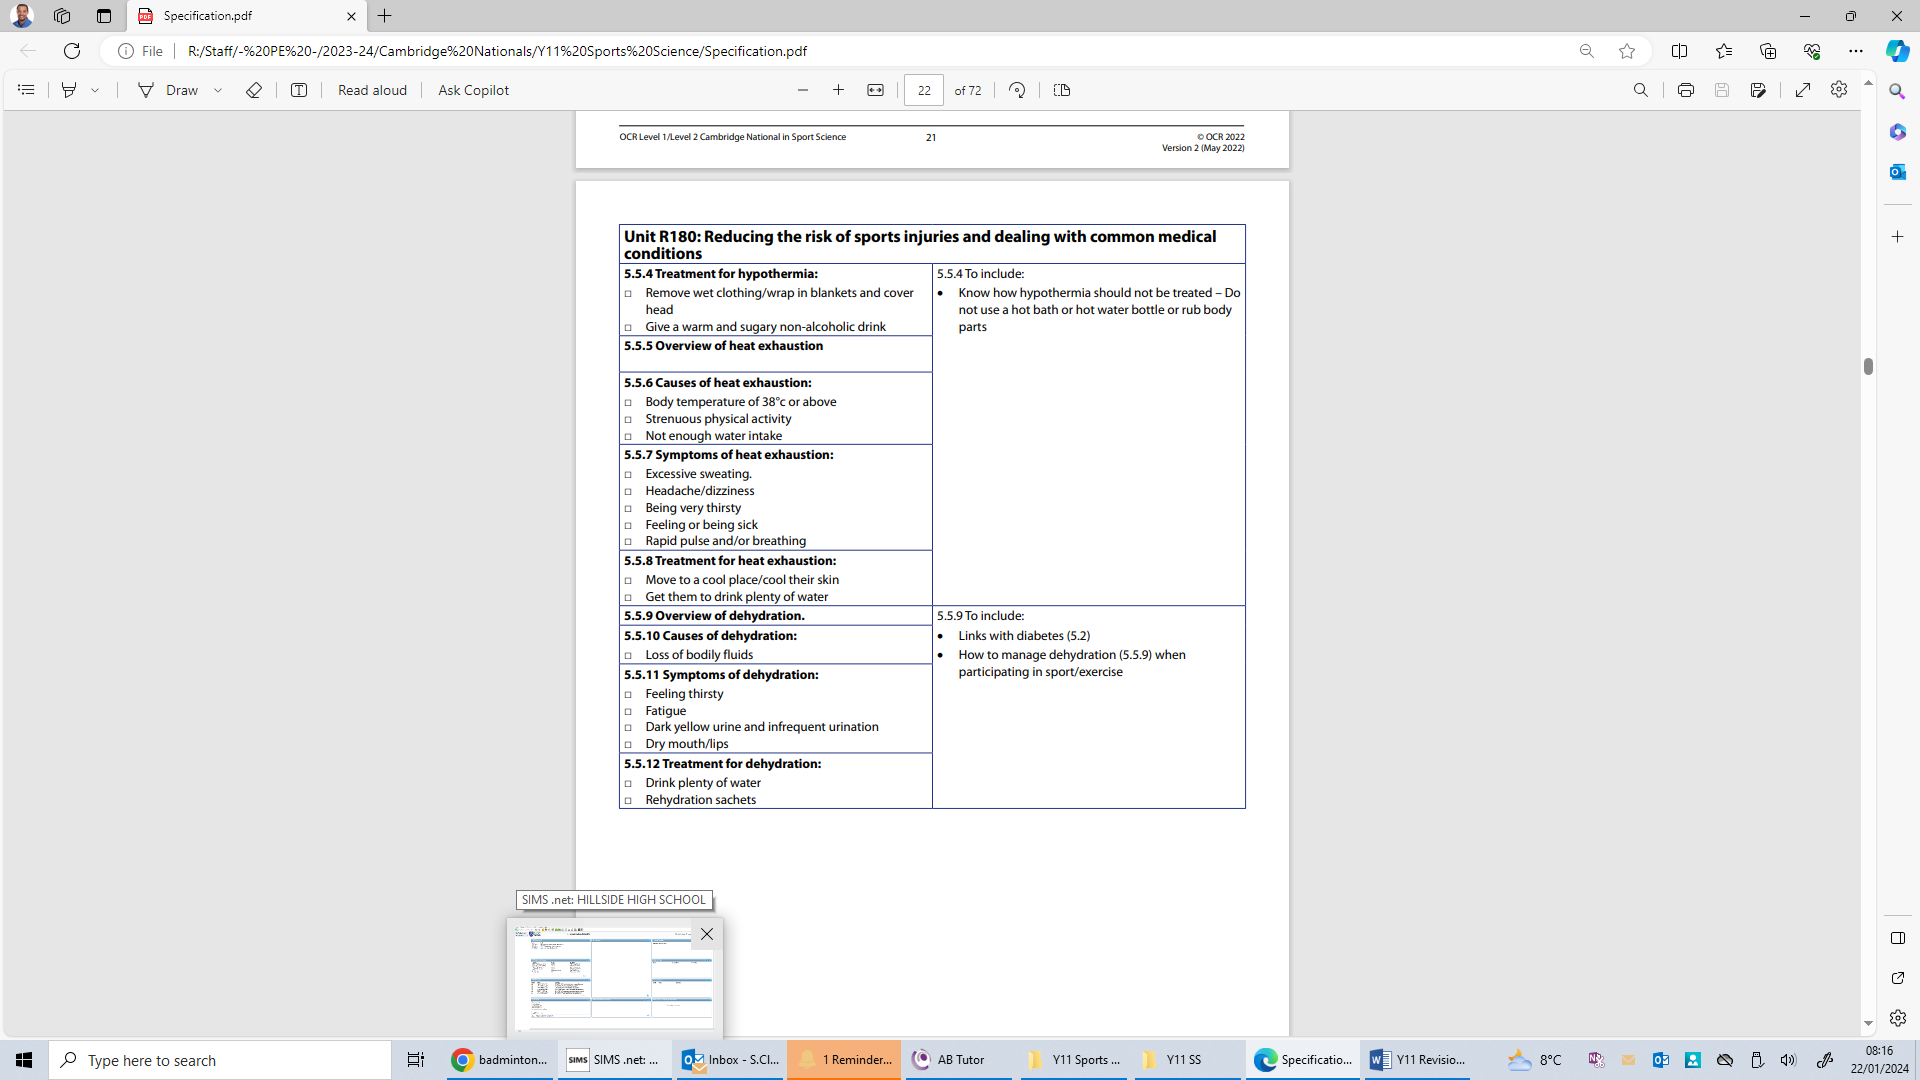 Specification.pdf
File
R:/Staff/-%20PE%20-/2023-24/Cambridge%20Nationals/Y11%20Sports%20Science/Specification.pdf
Draw
Read aloud
Ask Copilot
22 of 72
OCR Level 1/Level 2 Cambridge National in Sport Science
21
© OCR 2022
Version 2 (May 2022)
Unit R180: Reducing the risk of sports injuries and dealing with common medical
conditions
5.5.4 Treatment for hypothermia:
□ Remove wet clothing/wrap in blankets and cover
head
□ Give a warm and sugary non-alcoholic drink
5.5.4 To include:
• Know how hypothermia should not be treated – Do
not use a hot bath or hot water bottle or rub body
parts
5.5.5 Overview of heat exhaustion
5.5.6 Causes of heat exhaustion:
□ Body temperature of 38°c or above
□ Strenuous physical activity
□ Not enough water intake
5.5.7 Symptoms of heat exhaustion:
□ Excessive sweating.
□ Headache/dizziness
□ Being very thirsty
□ Feeling or being sick
□ Rapid pulse and/or breathing
5.5.8 Treatment for heat exhaustion:
□ Move to a cool place/cool their skin
□ Get them to drink plenty of water
5.5.9 Overview of dehydration.
5.5.10 Causes of dehydration:
□ Loss of bodily fluids
5.5.11 Symptoms of dehydration:
□ Feeling thirsty
□ Fatigue
□ Dark yellow urine and infrequent urination
□ Dry mouth/lips
5.5.12 Treatment for dehydration:
□ Drink plenty of water
□ Rehydration sachets
5.5.9 To include:
• Links with diabetes (5.2)
• How to manage dehydration (5.5.9) when
participating in sport/exercise
SIMS .net: HILLSIDE HIGH SCHOOL
Type here to search
badminton...
SIMS
SIMS .net: ...
Inbox - S.Cl...
1 Reminder...
AB Tutor
Y11 Sports ...
Y11 SS
Specificatio...
Y11 Revisio...
8°C
08:16
22/01/2024